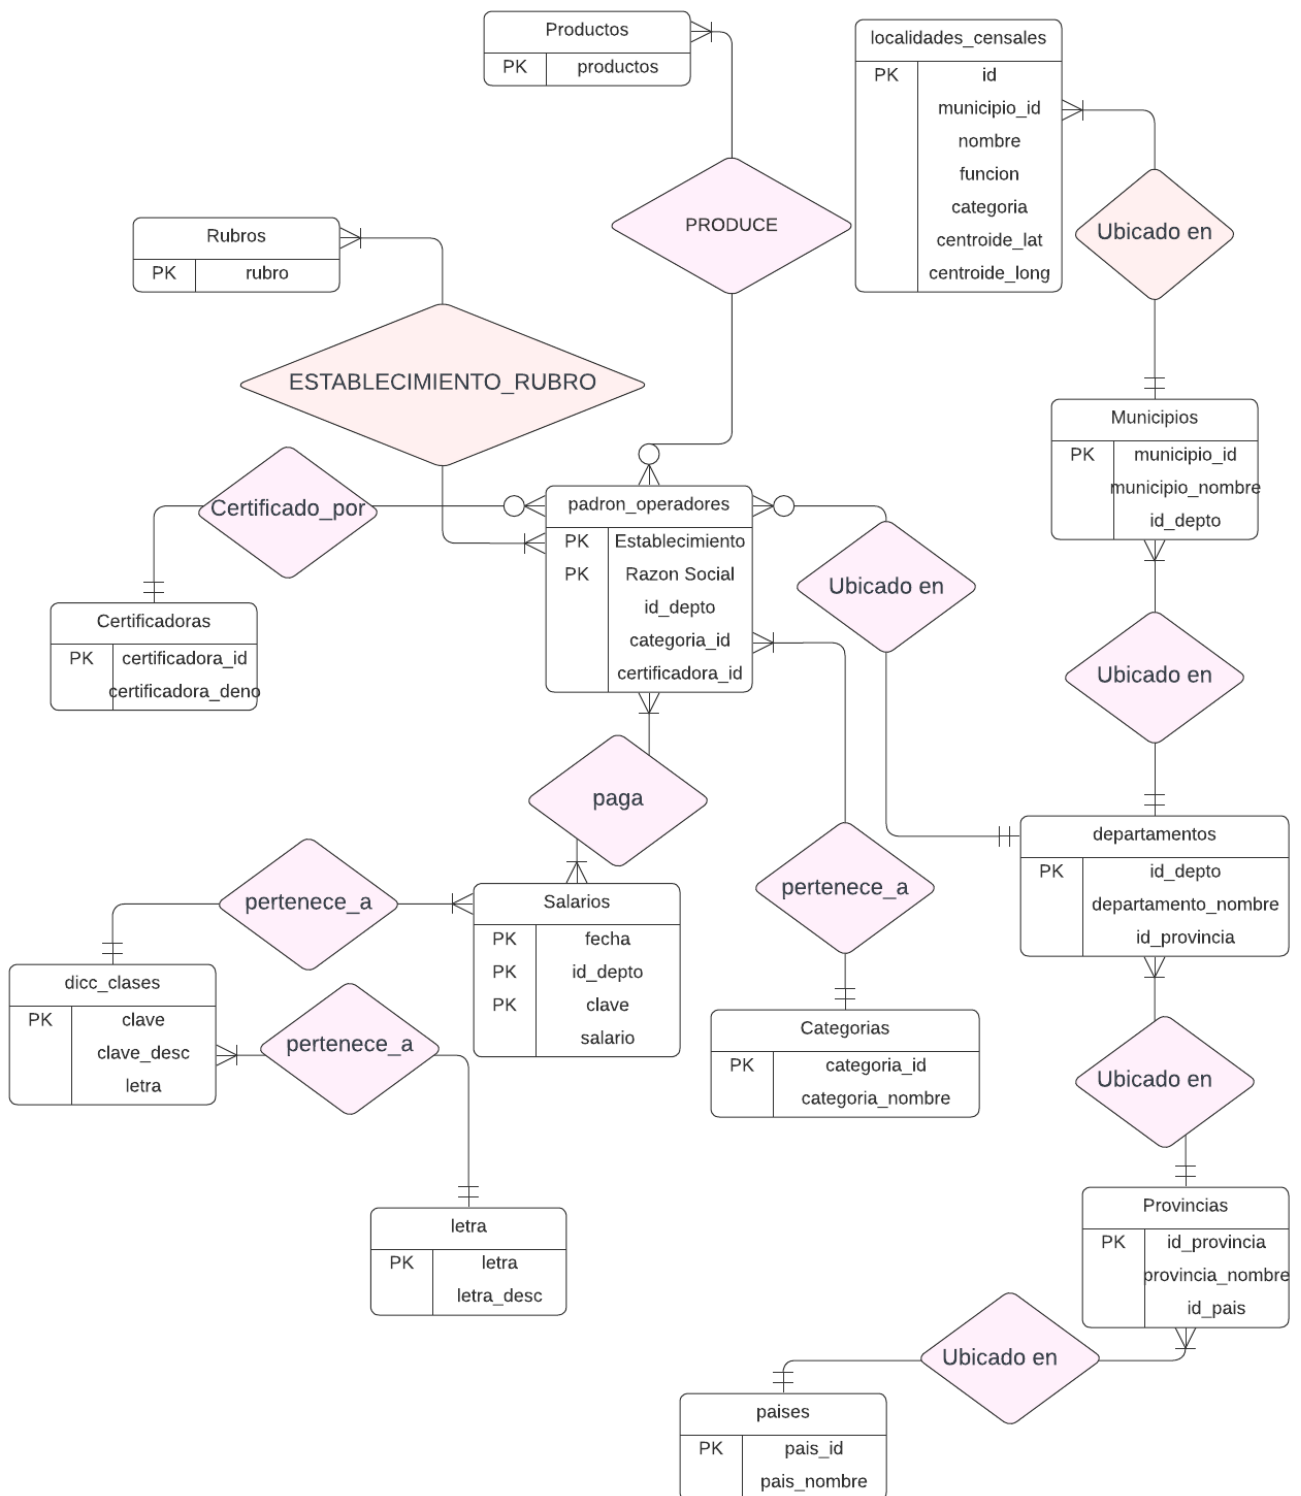 Productos
PK productos
localidades_censales
PK id
municipio_id
nombre
funcion
categoria
centroide_lat
centroide_long
PRODUCE
Ubicado en
Rubros
PK rubro
ESTABLECIMIENTO_RUBRO
Municipios
PK municipio_id
municipio_nombre
id_depto
Certificado_por
padron_operadores
PK Establecimiento
PK Razon Social
id_depto
categoria_id
certificadora_id
Ubicado en
Certificadoras
PK certificadora_id
certificadora_deno
Ubicado en
paga
departamentos
PK id_depto
departamento_nombre
id_provincia
pertenece_a
Salarios
PK fecha
PK id_depto
PK clave
salario
pertenece_a
dicc_clases
PK clave
clave_desc
letra
pertenece_a
Categorias
PK categoria_id
categoria_nombre
Ubicado en
letra
PK letra
letra_desc
Provincias
PK id_provincia
provincia_nombre
id_pais
Ubicado en
paises
PK pais_id
pais_nombre